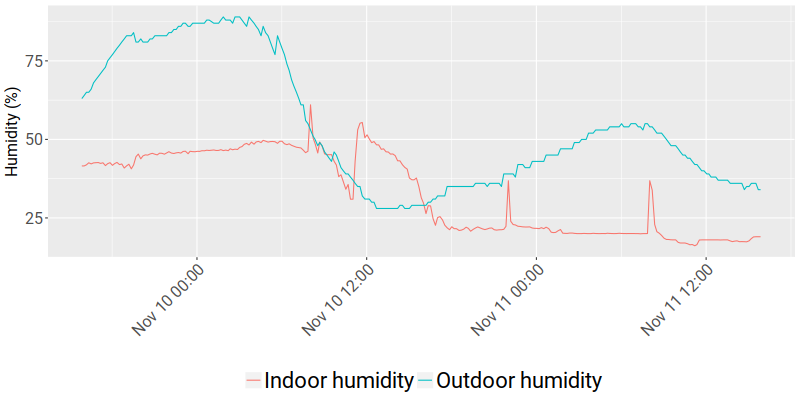 Humidity (%)
75
50
25
Nov 10 00:00
Nov 10 12:00
Nov 11 00:00
Nov 11 12:00
Indoor humidity Outdoor humidity